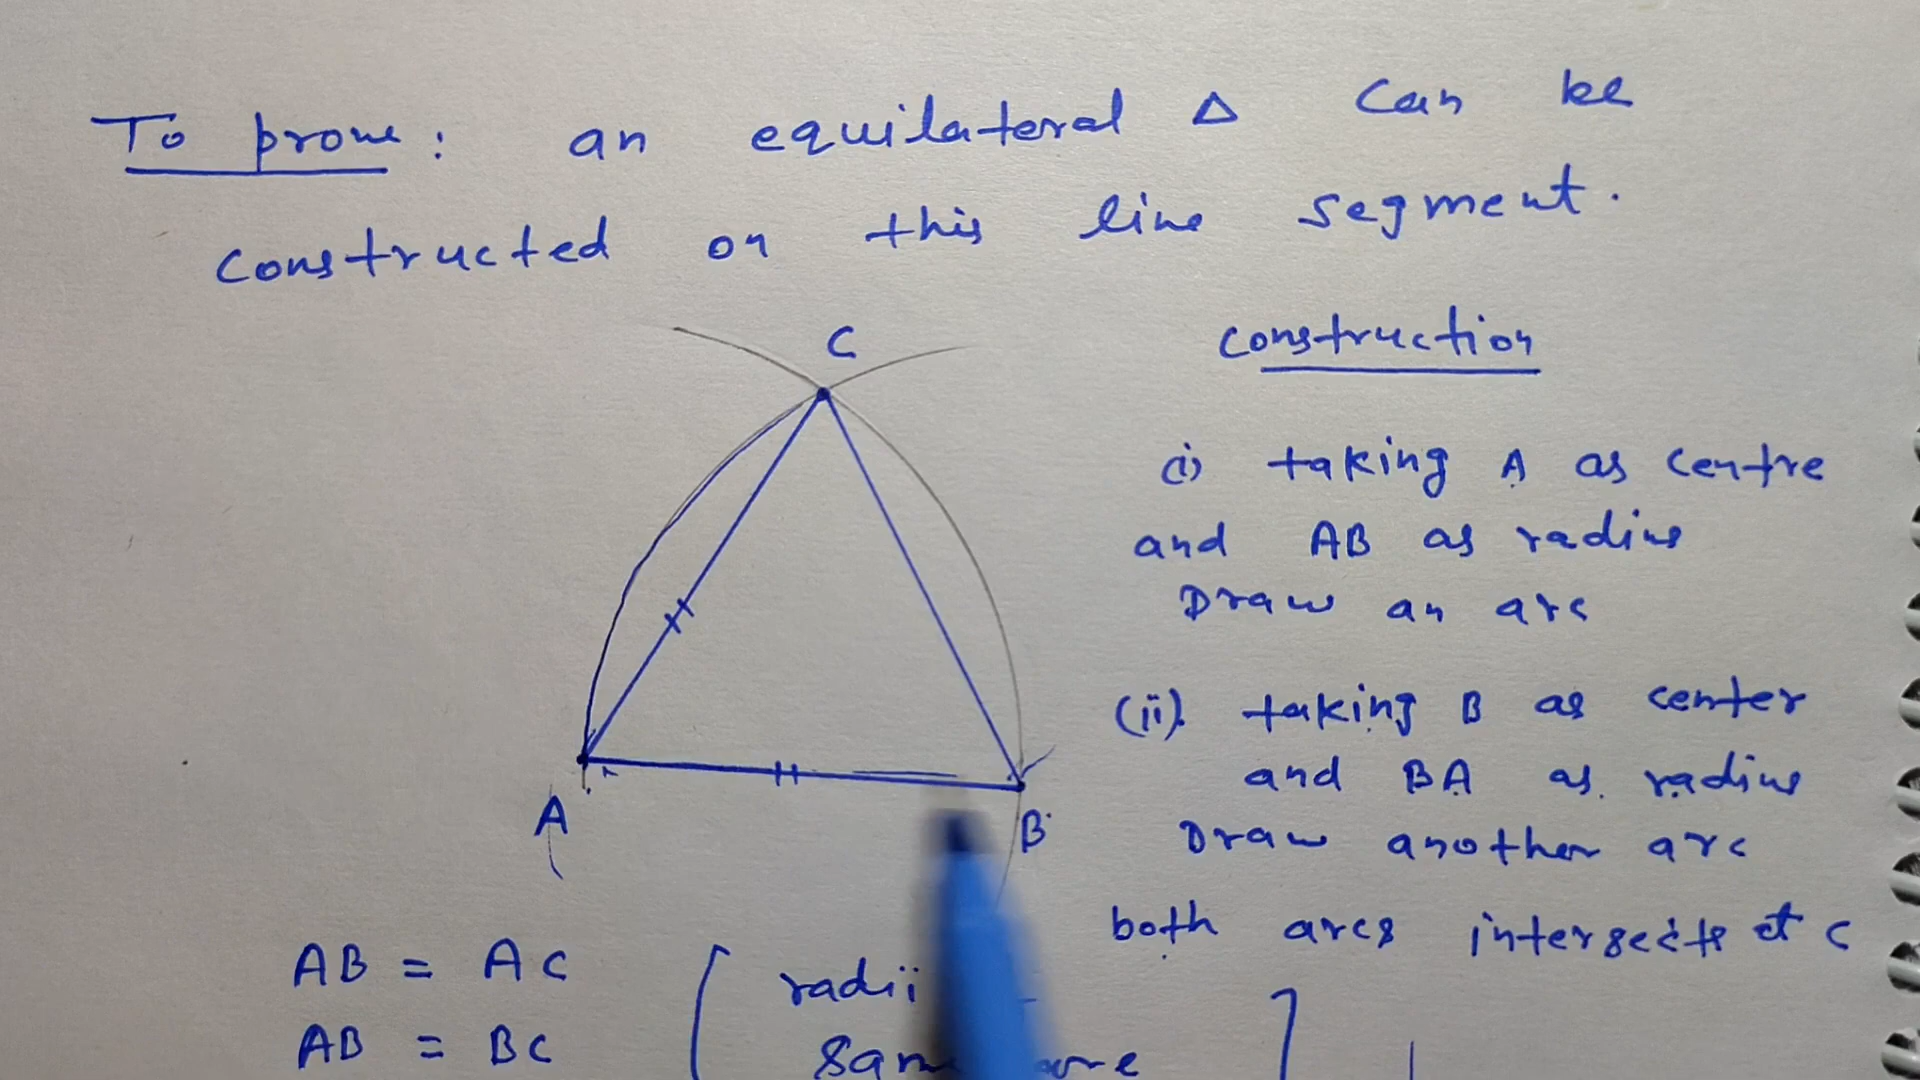 To prove: an equilateral △ can be
constructed on this line segment.
C
construction
(i) taking A as centre
and AB as radius
Draw an arc
(ii). taking B as center
and BA as radius
Draw another arc
A
B
both arcs intersects at C
AB = AC
radii
AB = BC